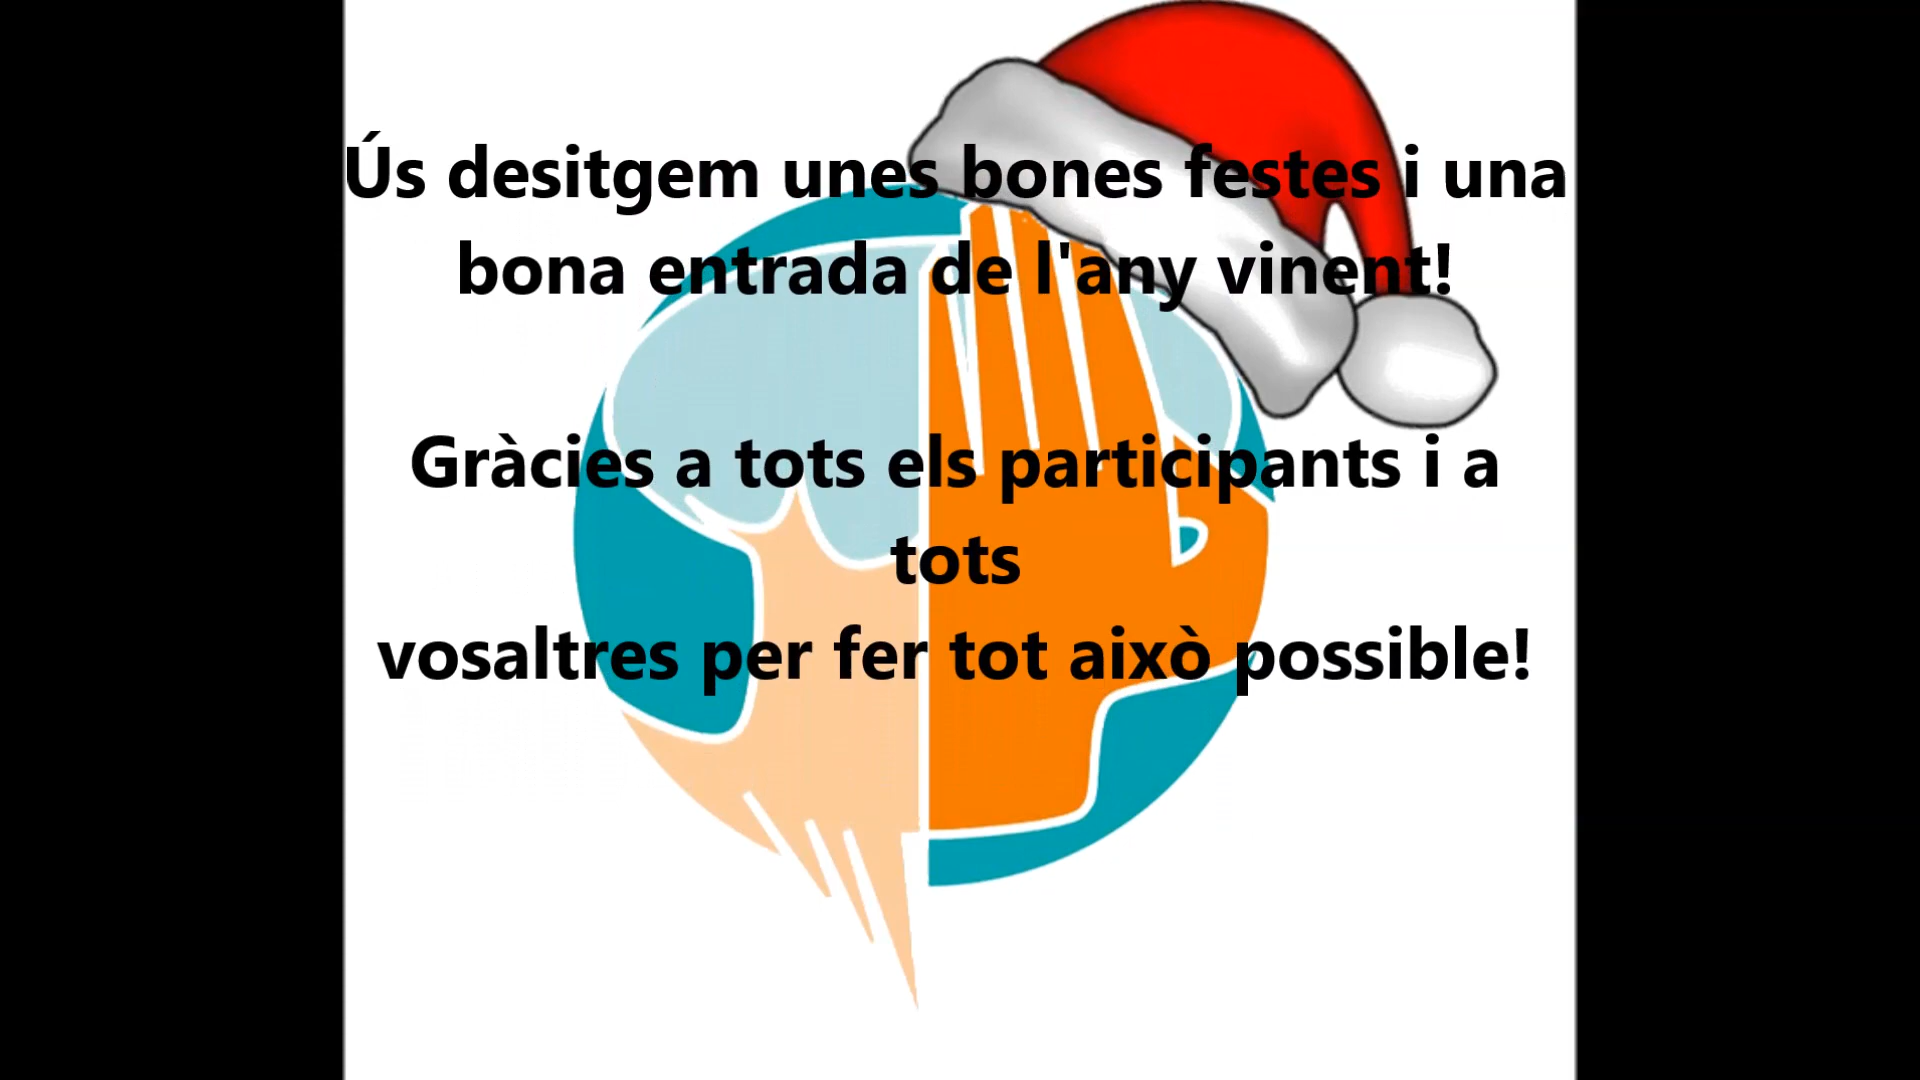 Ús desitgem unes bones festes i una
bona entrada de l'any vinent!
Gràcies a tots els participants i a
tots
vosaltres per fer tot això possible!